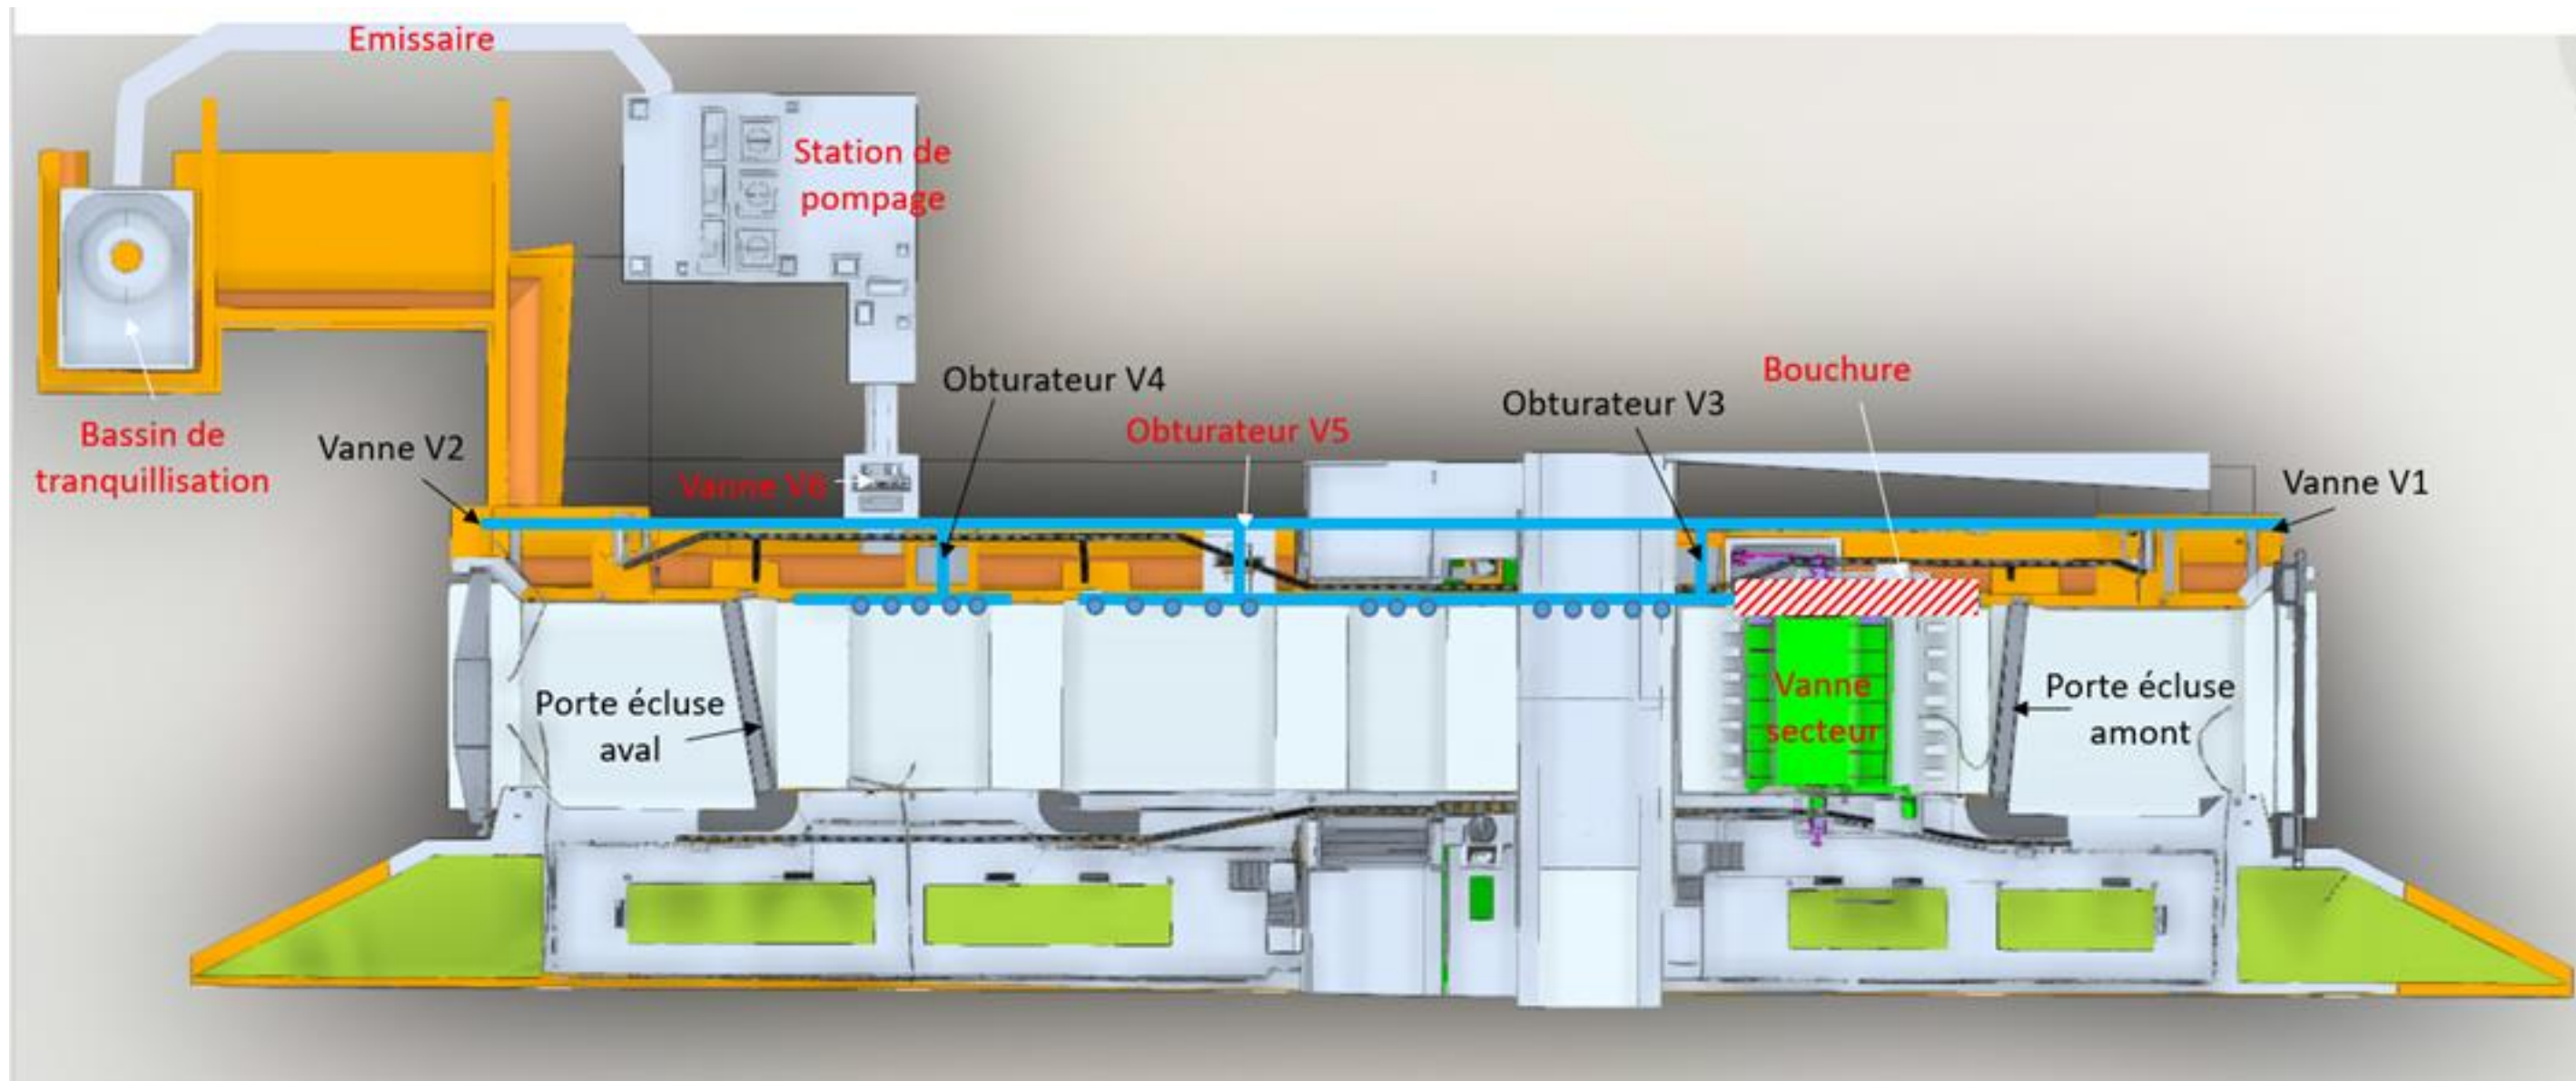 Emissaire
Station de
pompage
Bouchure
Obturateur V4
Obturateur V3
Obturateur V5
Bassin de
tranquillisation
Vanne V2
Vanne V6
Vanne V1
Porte écluse
aval
Vanne
secteur
Porte écluse
amont